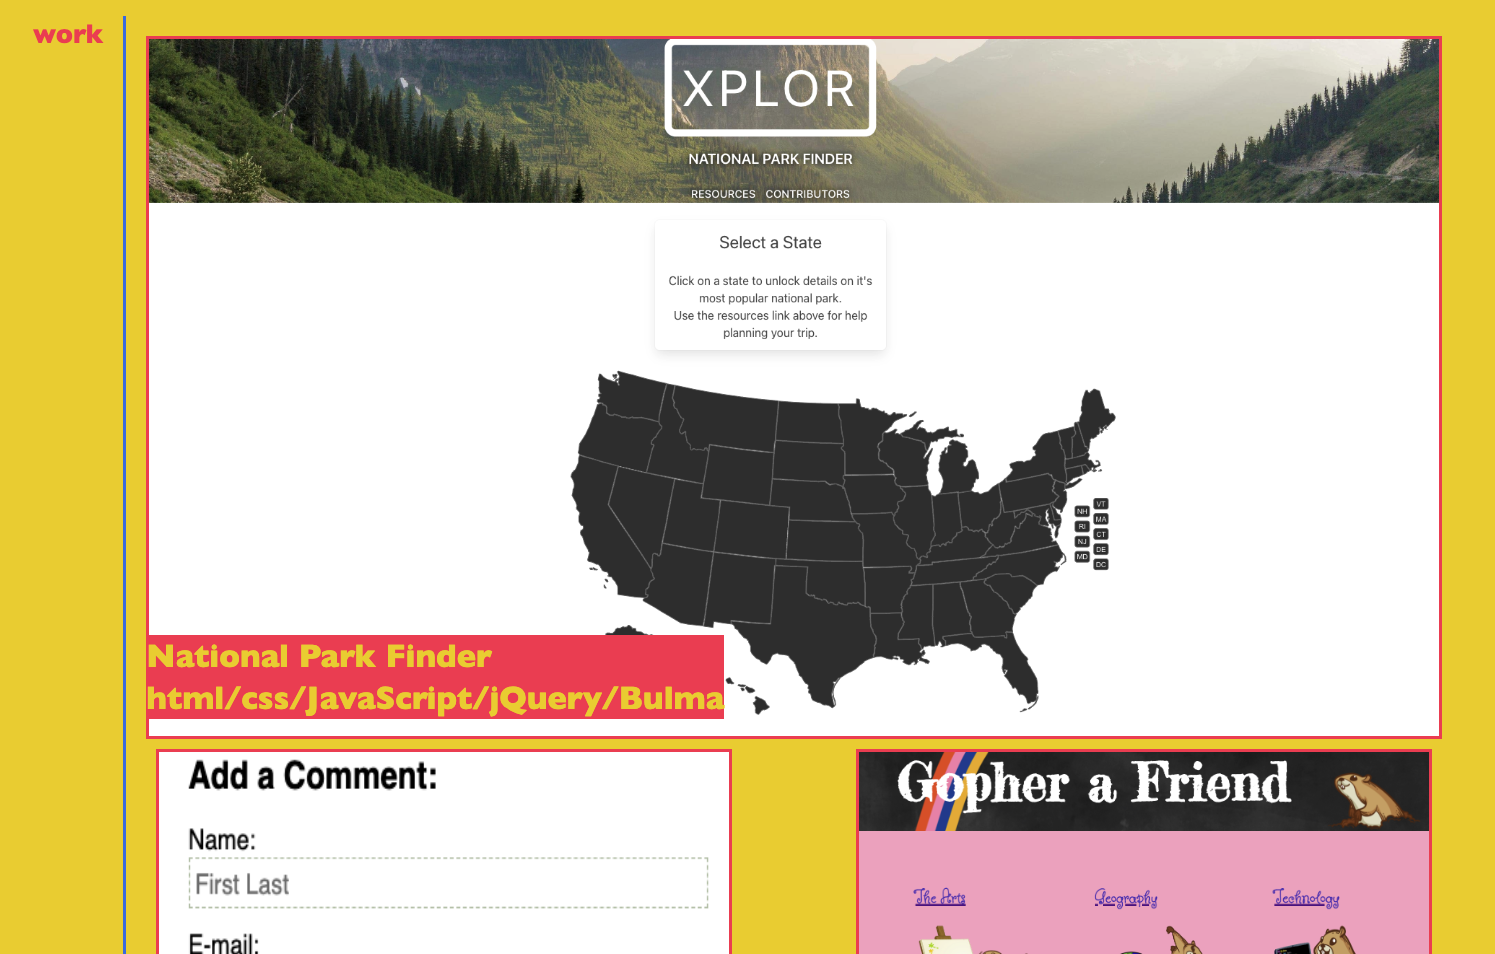 work
XPLOR
NATIONAL PARK FINDER
RESOURCES CONTRIBUTORS
Select a State
Click on a state to unlock details on it's
most popular national park.
Use the resources link above for help
planning your trip.
VT
NH
MA
RI
CT
NJ
DE
MD
DC
National Park Finder
html/css/JavaScript/jQuery/Bulma
Add a Comment:
Name:
First Last
E-mail:
Gopher a Friend
The Arts Geography Technology